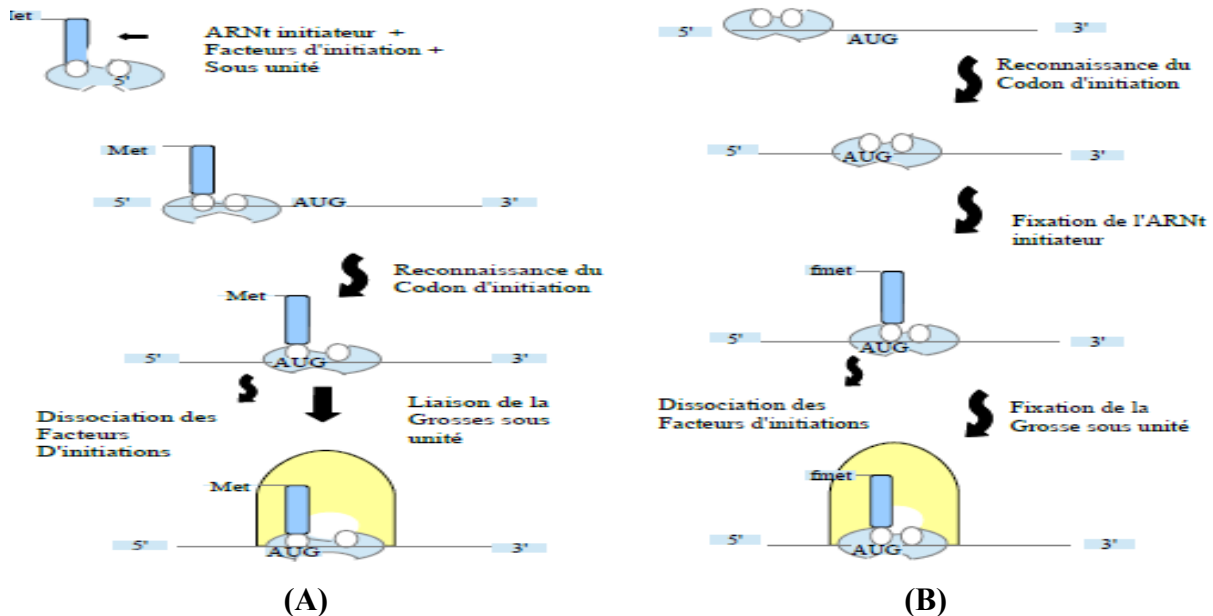 Met
ARNt initiateur +
Facteurs d'initiation +
Sous unité
5'
Met
5'
AUG
3'
Reconnaissance du
Codon d'initiation
Met
5'
AUG
3'
Dissociation des
Facteurs
D'initiations
Liaison de la
Grosses sous
unité
Met
5'
AUG
3'
(A)
5'
AUG
3'
Reconnaissance du
Codon d'initiation
5'
AUG
3'
Fixation de l'ARNt
initiateur
fmet
5'
AUG
3'
Dissociation des
Facteurs d'initiations
Fixation de la
Grosse sous unité
fmet
5'
AUG
3'
(B)